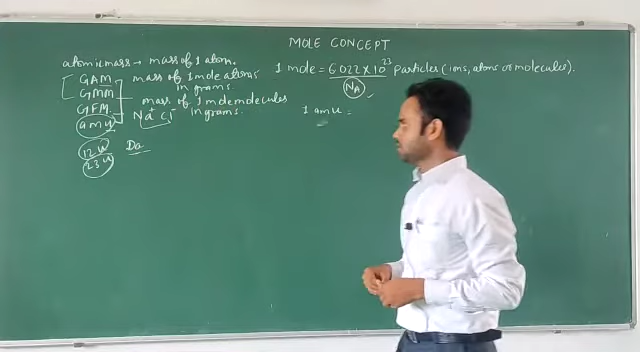 MOLE CONCEPT
atomic mass → mass of 1 atom.
GAM mass of 1 mole atoms
in grams.
GMM
GFM mass of 1 mole molecules
in grams.
amu Na⁺ Cl⁻
12u Da
23u
1 mole = 6.022 × 10²³ Particles (ions, atoms or molecules).
NA
1 amu =